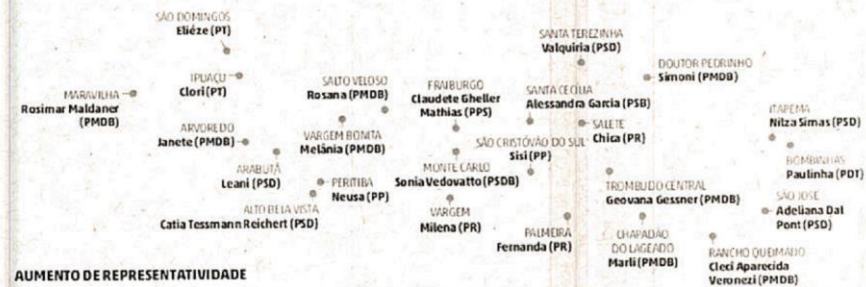 SÃO DOMINGOS
Eliéze (PT)
IPUAÇU
Clori (PT)
MARAVILHA
Rosimar Maldaner
(PMDB)
ARVOREDO
Janete (PMDB)
ARABUTÃ
Leani (PSD)
ALTO BELA VISTA
Catia Tessmann Reichert (PSD)
PERITIBA
Neusa (PP)
SALTO VELOSO
Rosana (PMDB)
VARGEM BONITA
Melânia (PMDB)
FRAIBURGO
Claudete Gheller
Mathias (PPS)
MONTE CARLO
Sonia Vedovatto (PSDB)
VARGEM
Milena (PR)
SANTA TEREZINHA
Valquiria (PSD)
SANTA CECÍLIA
Alessandra Garcia (PSB)
SÃO CRISTÓVÃO DO SUL
Sisi (PP)
SALETE
Chica (PR)
PALMEIRA
Fernanda (PR)
DOUTOR PEDRINHO
Simoni (PMDB)
TROMBUDO CENTRAL
Geovana Gessner (PMDB)
CHAPADÃO
DO LAGEADO
Marli (PMDB)
ITAPEMA
Nilza Simas (PSD)
BOMBINHAS
Paulinha (PDT)
SÃO JOSÉ
Adeliana Dal
Pont (PSD)
RANCHO QUEIMADO
Cleci Aparecida
Veronezi (PMDB)
AUMENTO DE REPRESENTATIVIDADE